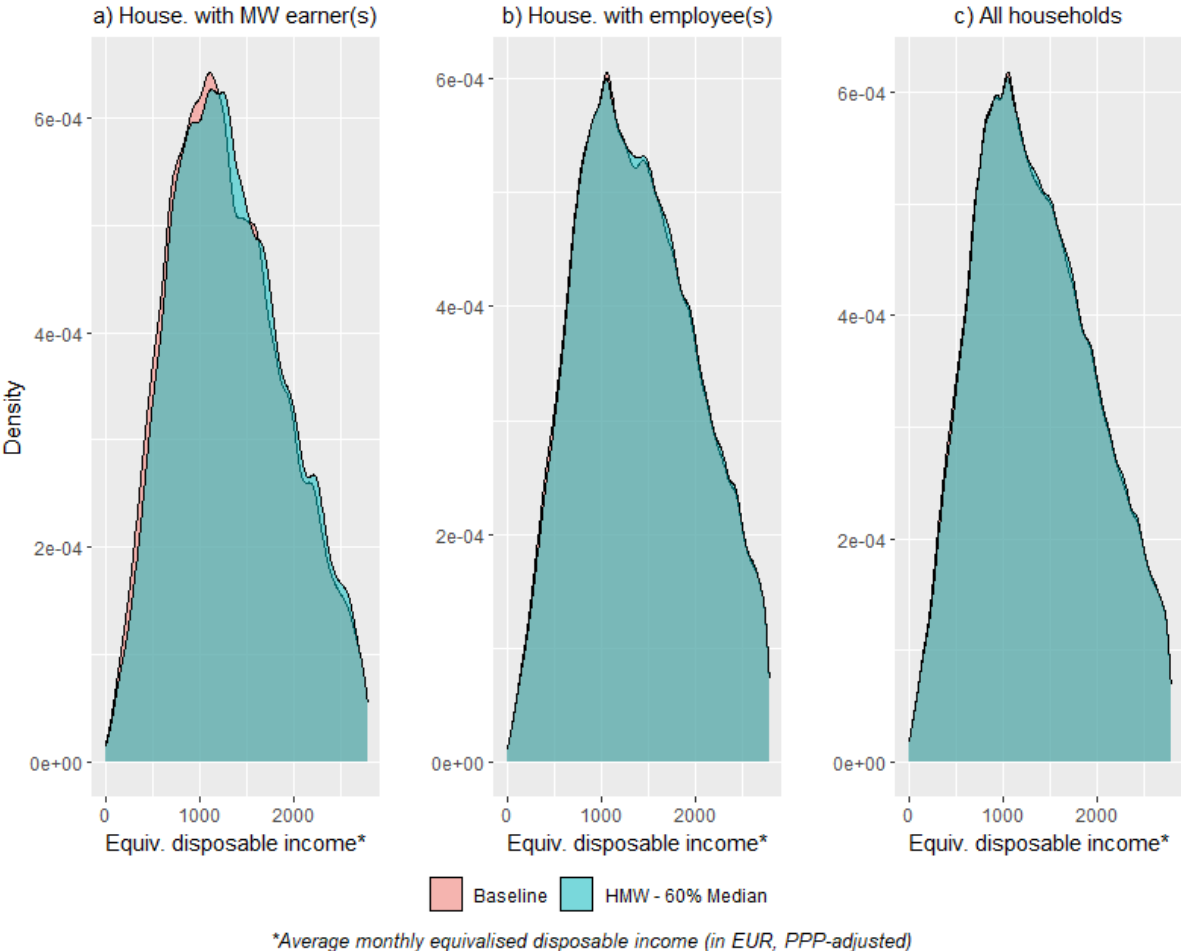 a) House. with MW earner(s)
b) House. with employee(s)
c) All households
Density
6e-04
4e-04
2e-04
0e+00
6e-04
4e-04
2e-04
0e+00
6e-04
4e-04
2e-04
0e+00
0 1000 2000
0 1000 2000
0 1000 2000
Equiv. disposable income*
Equiv. disposable income*
Equiv. disposable income*
Baseline HMW - 60% Median
*Average monthly equivalised disposable income (in EUR, PPP-adjusted)